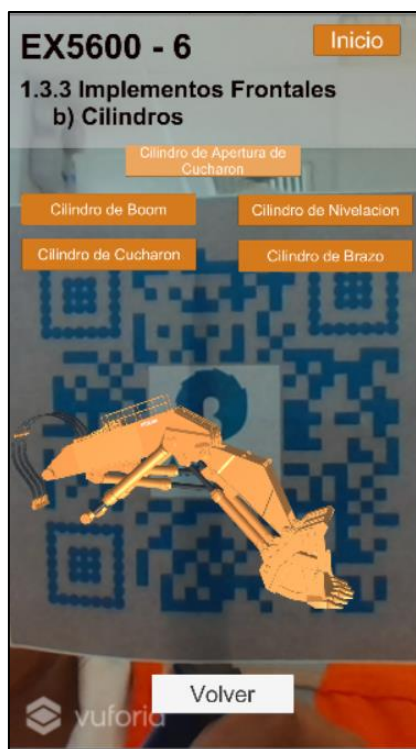 EX5600 - 6
Inicio
1.3.3 Implementos Frontales
b) Cilindros
Cilindro de Apertura de
Cucharon
Cilindro de Boom
Cilindro de Nivelacion
Cilindro de Cucharon
Cilindro de Brazo
Volver
vuforia